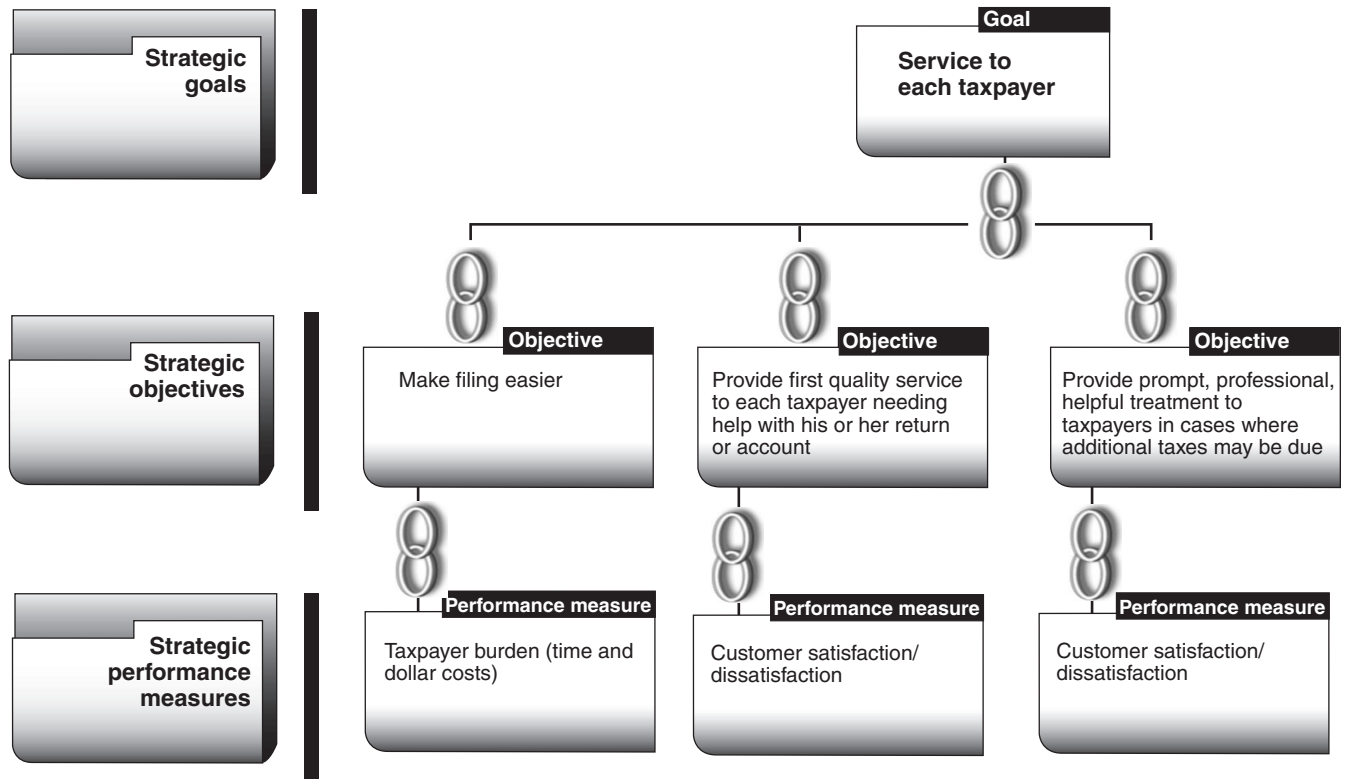 Strategic
goals
Goal
Service to
each taxpayer
Strategic
objectives
Objective
Make filing easier
Objective
Provide first quality service
to each taxpayer needing
help with his or her return
or account
Objective
Provide prompt, professional,
helpful treatment to
taxpayers in cases where
additional taxes may be due
Strategic
performance
measures
Performance measure
Taxpayer burden (time and
dollar costs)
Performance measure
Customer satisfaction/
dissatisfaction
Performance measure
Customer satisfaction/
dissatisfaction